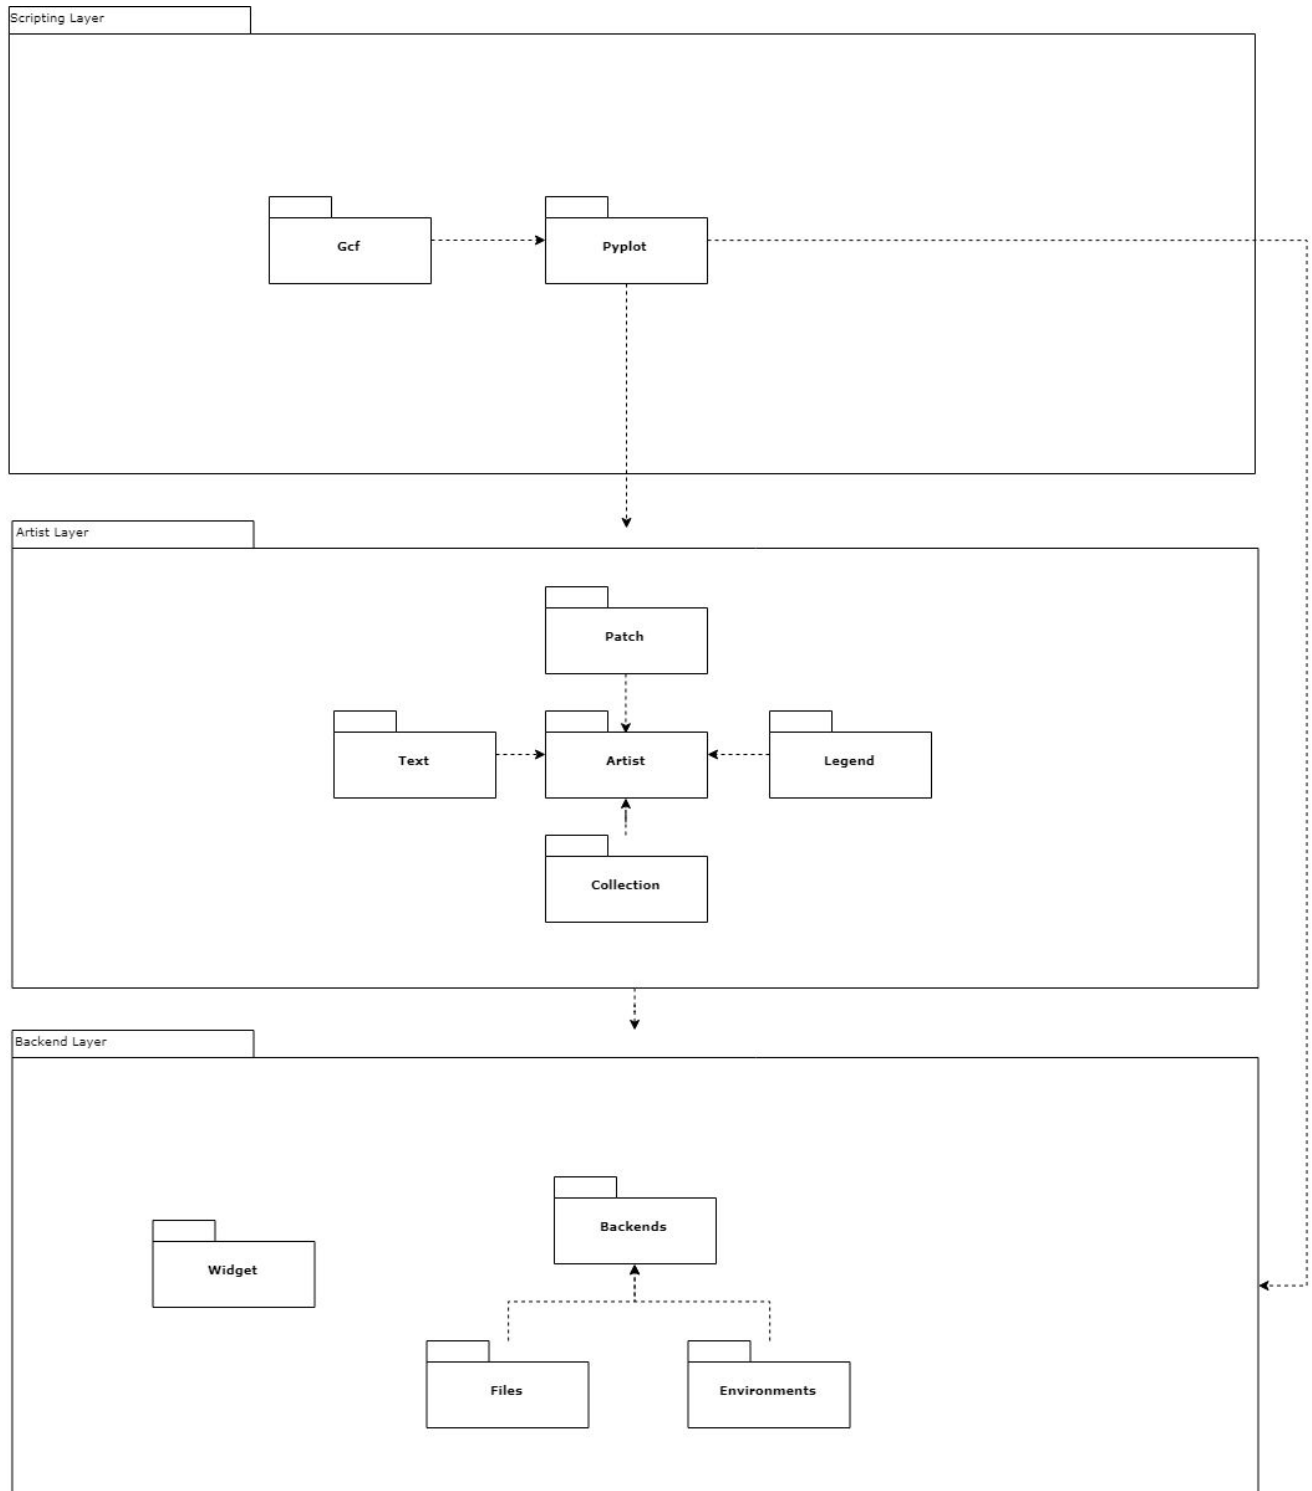 Scripting Layer
Gcf
Pyplot
Artist Layer
Patch
Text
Artist
Legend
Collection
Backend Layer
Backends
Widget
Files
Environments